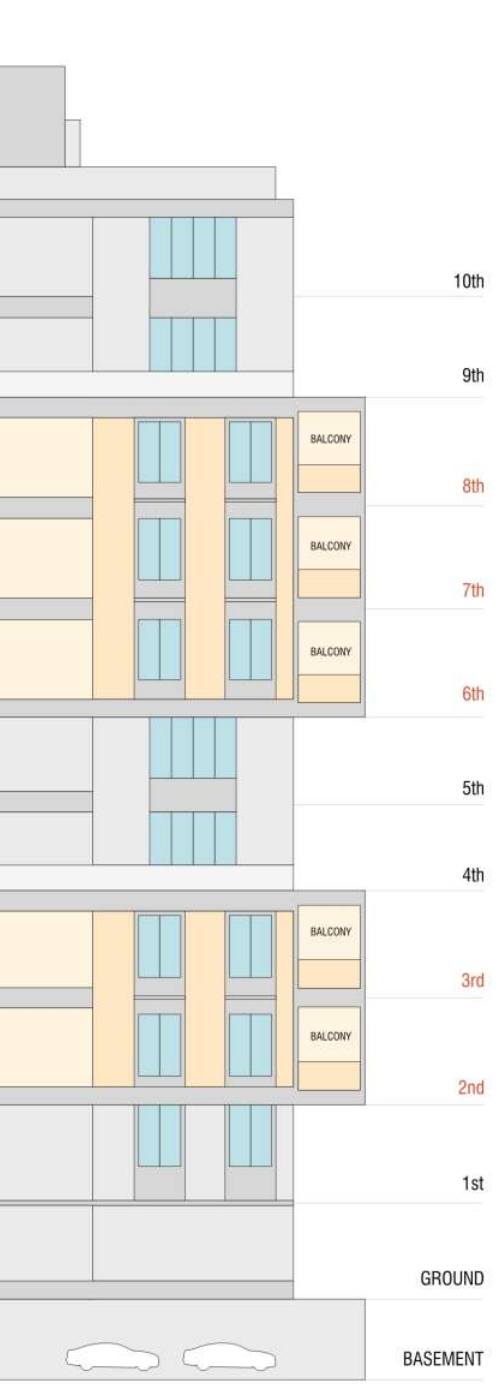 10th
9th
BALCONY
8th
BALCONY
7th
BALCONY
6th
5th
4th
BALCONY
3rd
BALCONY
2nd
1st
GROUND
BASEMENT